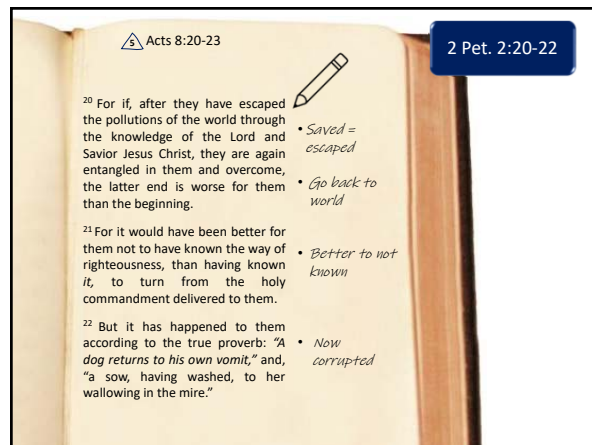 5 Acts 8:20-23
2 Pet. 2:20-22
20 For if, after they have escaped
the pollutions of the world through
the knowledge of the Lord and
Savior Jesus Christ, they are again
entangled in them and overcome,
the latter end is worse for them
than the beginning.
• Saved =
escaped
• Go back to
world
21 For it would have been better for
them not to have known the way of
righteousness, than having known
it, to turn from the holy
commandment delivered to them.
• Better to not
known
22 But it has happened to them
according to the true proverb: “A
dog returns to his own vomit,” and,
“a sow, having washed, to her
wallowing in the mire.”
• Now
corrupted